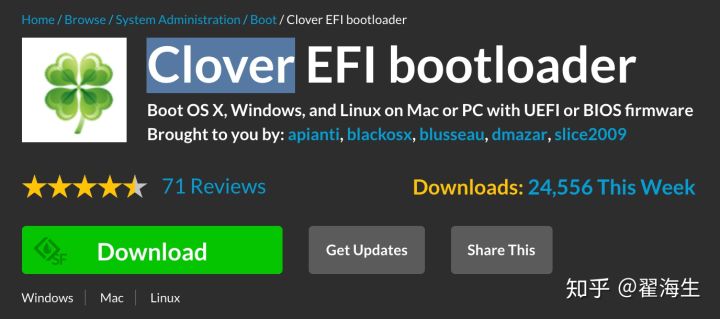 Home / Browse / System Administration / Boot / Clover EFI bootloader
Clover EFI bootloader
Boot OS X, Windows, and Linux on Mac or PC with UEFI or BIOS firmware
Brought to you by: apianti, blackosx, blusseau, dmazar, slice2009
71 Reviews
Downloads: 24,556 This Week
SF
Download
Get Updates
Share This
Windows
Mac
Linux
知乎 @翟海生